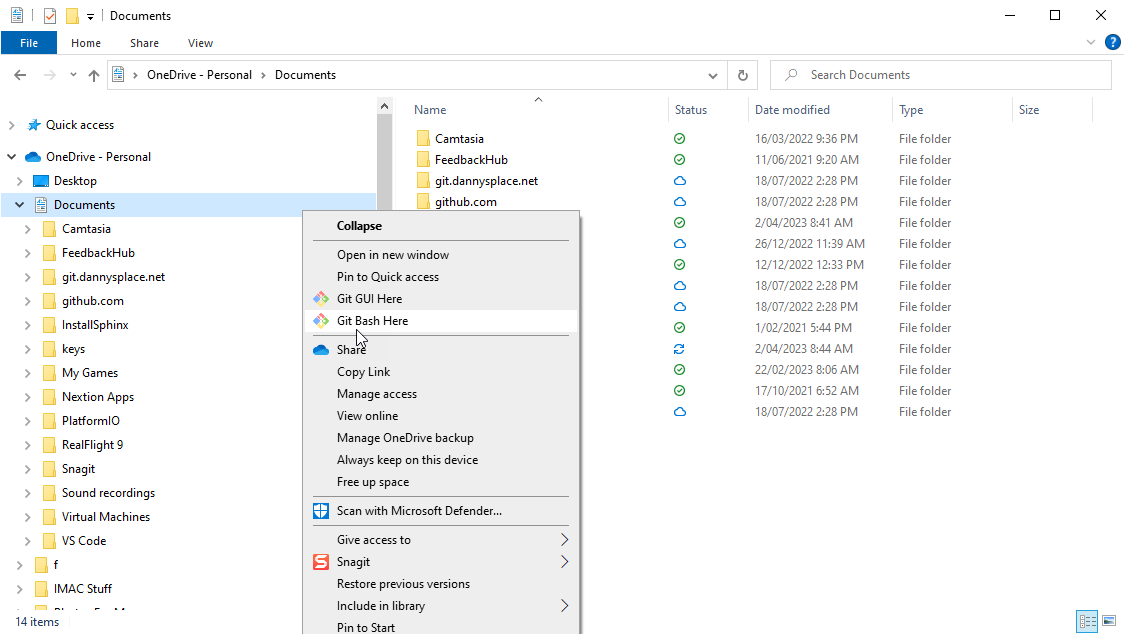 Documents
File Home Share View
OneDrive - Personal Documents
Search Documents
Quick access
OneDrive - Personal
Desktop
Documents
Camtasia
FeedbackHub
git.dannysplace.net
github.com
InstallSphinx
keys
My Games
Nextion Apps
PlatformIO
RealFlight 9
Snagit
Sound recordings
Virtual Machines
VS Code
f
IMAC Stuff
14 items
Name Status Date modified Type Size
Camtasia 16/03/2022 9:36 PM File folder
FeedbackHub 11/06/2021 9:20 AM File folder
git.dannysplace.net 18/07/2022 2:28 PM File folder
github.com 18/07/2022 2:28 PM File folder
2/04/2023 8:41 AM File folder
26/12/2022 11:39 AM File folder
12/12/2022 12:33 PM File folder
18/07/2022 2:28 PM File folder
18/07/2022 2:28 PM File folder
1/02/2021 5:44 PM File folder
2/04/2023 8:44 AM File folder
22/02/2023 8:06 AM File folder
17/10/2021 6:52 AM File folder
18/07/2022 2:28 PM File folder
Collapse
Open in new window
Pin to Quick access
Git GUI Here
Git Bash Here
Share
Copy Link
Manage access
View online
Manage OneDrive backup
Always keep on this device
Free up space
Scan with Microsoft Defender...
Give access to
Snagit
Restore previous versions
Include in library
Pin to Start